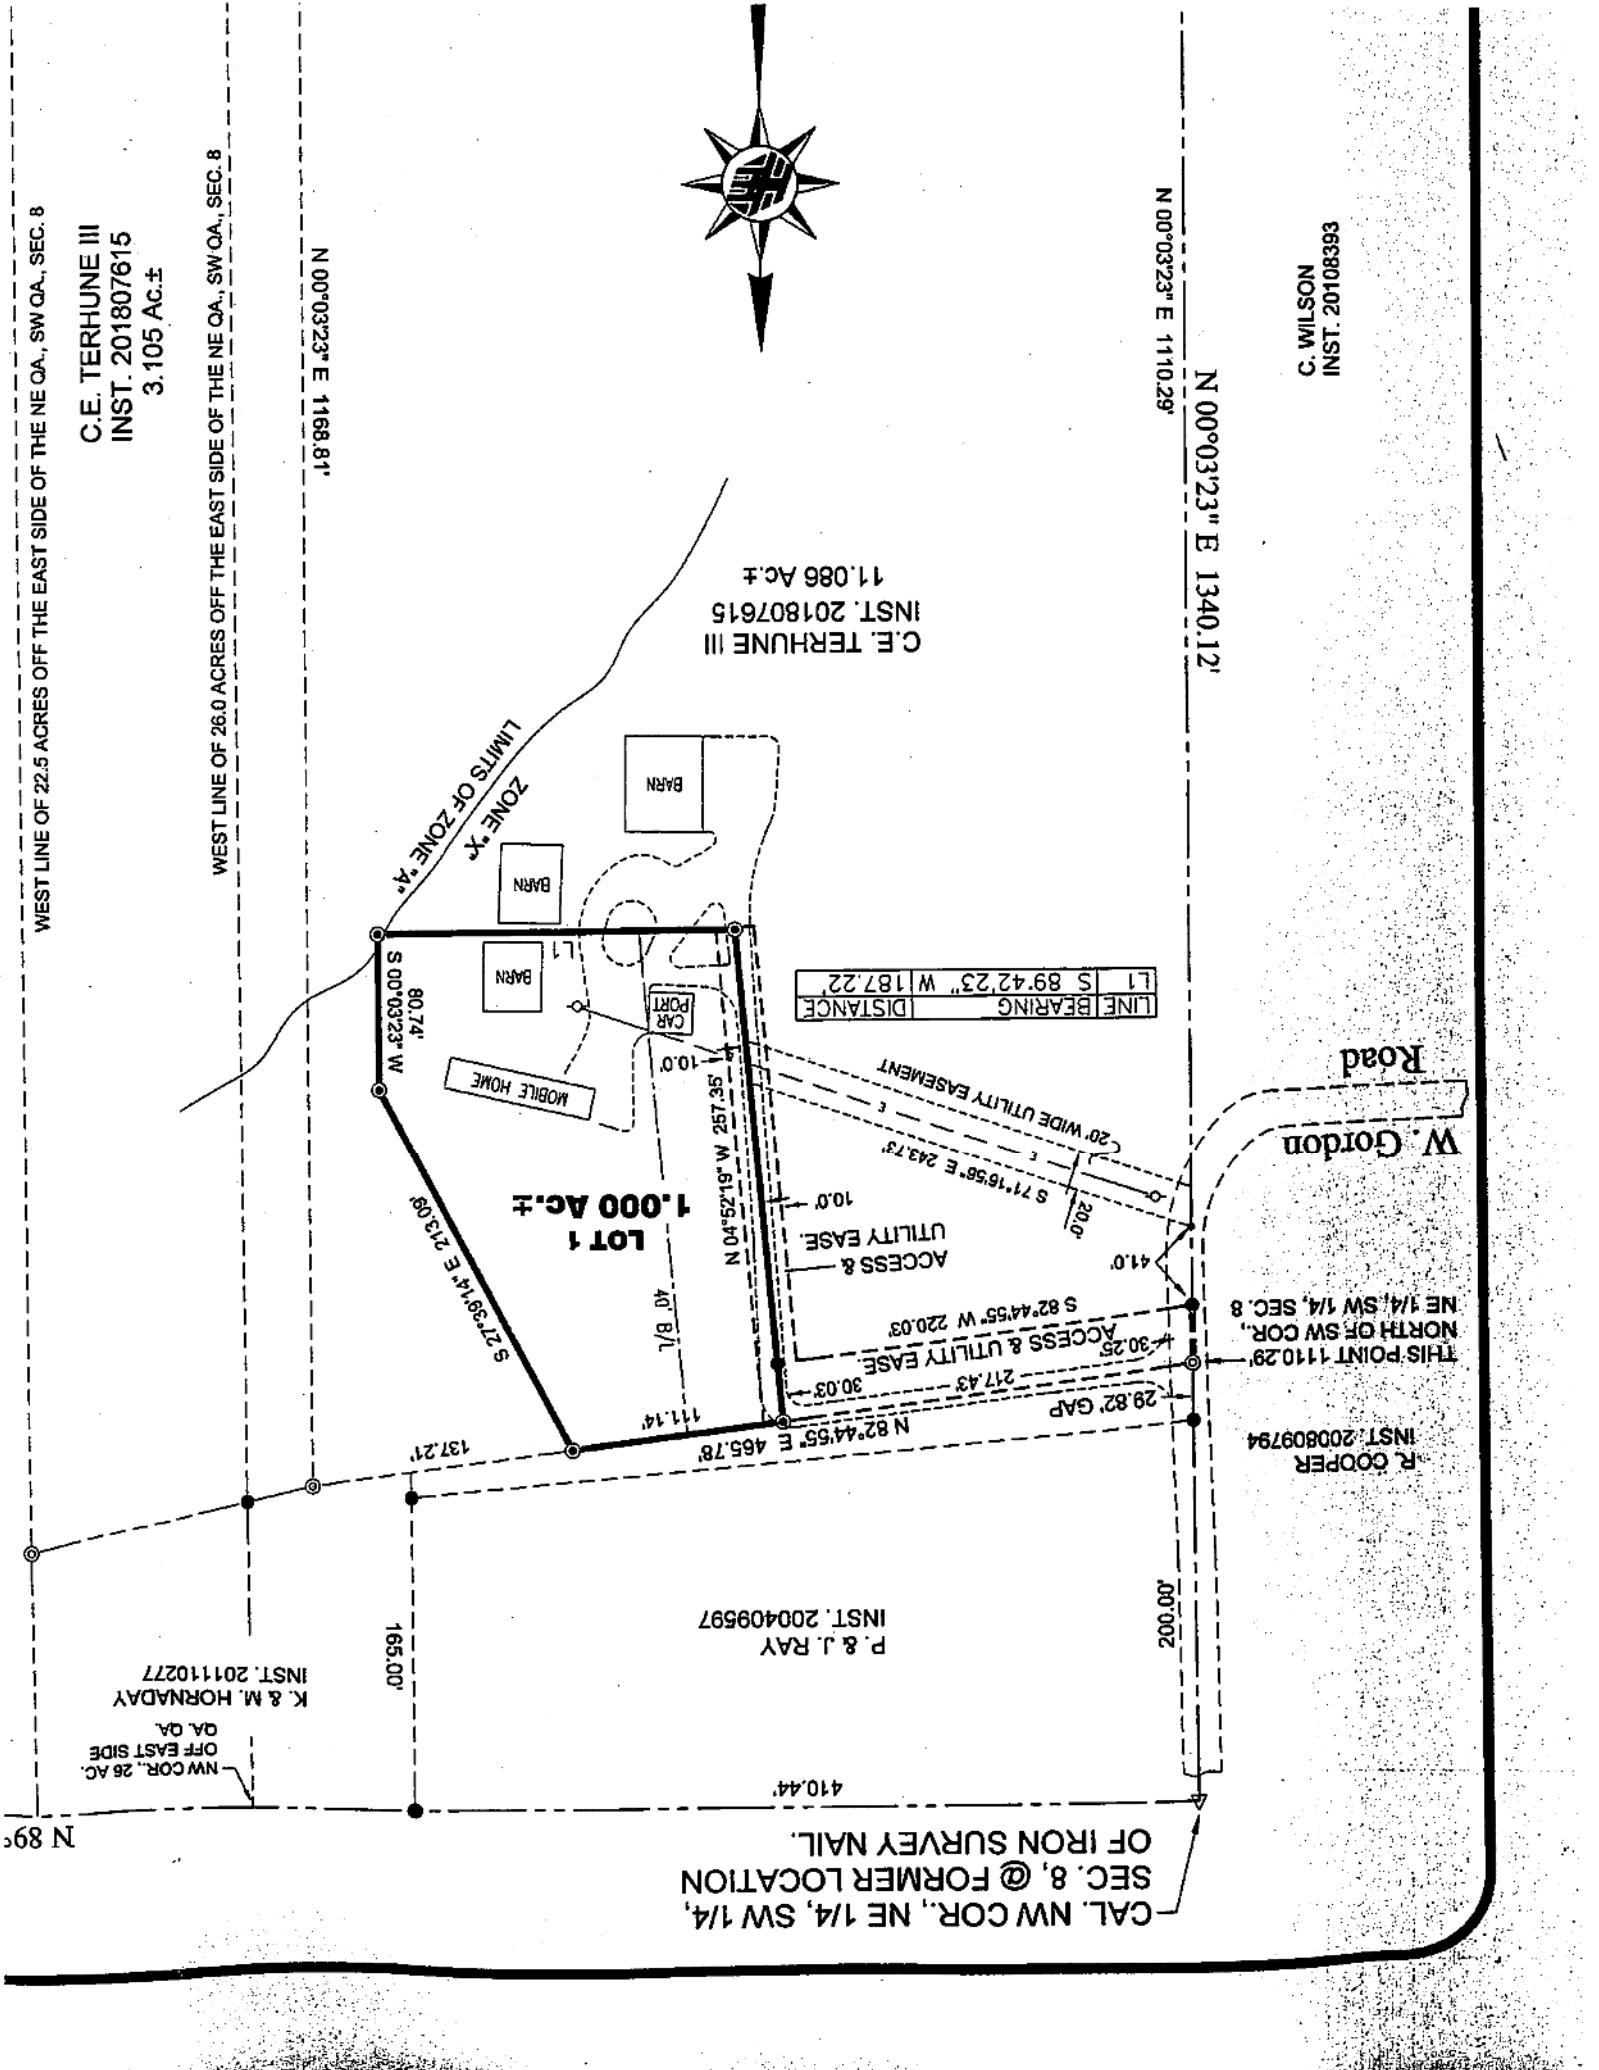 CAL. NW COR., NE 1/4, SW 1/4,
SEC. 8, @ FORMER LOCATION
OF IRON SURVEY NAIL.
N 89°
410.44'
NW COR., 26 AC.
OFF EAST SIDE
QA. QA.
K. & M. HORNADAY
INST. 201110277
165.00'
200.00'
P. & J. RAY
INST. 200409597
R. COOPER
INST. 200809794
THIS POINT 1110.29'
NORTH OF SW COR.,
NE 1/4, SW 1/4, SEC. 8
29.82' GAP
N 82°44'55" E 465.78'
217.43'
111.14'
137.21'
30.03'
30.25'
ACCESS & UTILITY EASE.
S 82°44'55" W 220.03'
41.0'
ACCESS &
UTILITY EASE.
10.0'
20.0'
S 71°16'56" E 243.73'
E
E
20' WIDE UTILITY EASEMENT
W. Gordon
Road
40' B/L
LOT 1
1.000 Ac.±
S 27°39'14" E 213.09'
N 04°52'19" W 257.35'
10.0'
MOBILE HOME
CAR
PORT
80.74'
S 00°03'23" W
BARN
L1
LINE BEARING DISTANCE
L1 S 89°42'23" W 187.22'
BARN
BARN
ZONE "X"
LIMITS OF ZONE "A"
C.E. TERHUNE III
INST. 201807615
11.086 Ac.±
N 00°03'23" E 1340.12'
N 00°03'23" E 1110.29'
C. WILSON
INST. 20108393
N 00°03'23" E 1168.81'
WEST LINE OF 26.0 ACRES OFF THE EAST SIDE OF THE NE QA., SW QA., SEC. 8
C.E. TERHUNE III
INST. 201807615
3.105 Ac.±
WEST LINE OF 22.5 ACRES OFF THE EAST SIDE OF THE NE QA., SW QA., SEC. 8